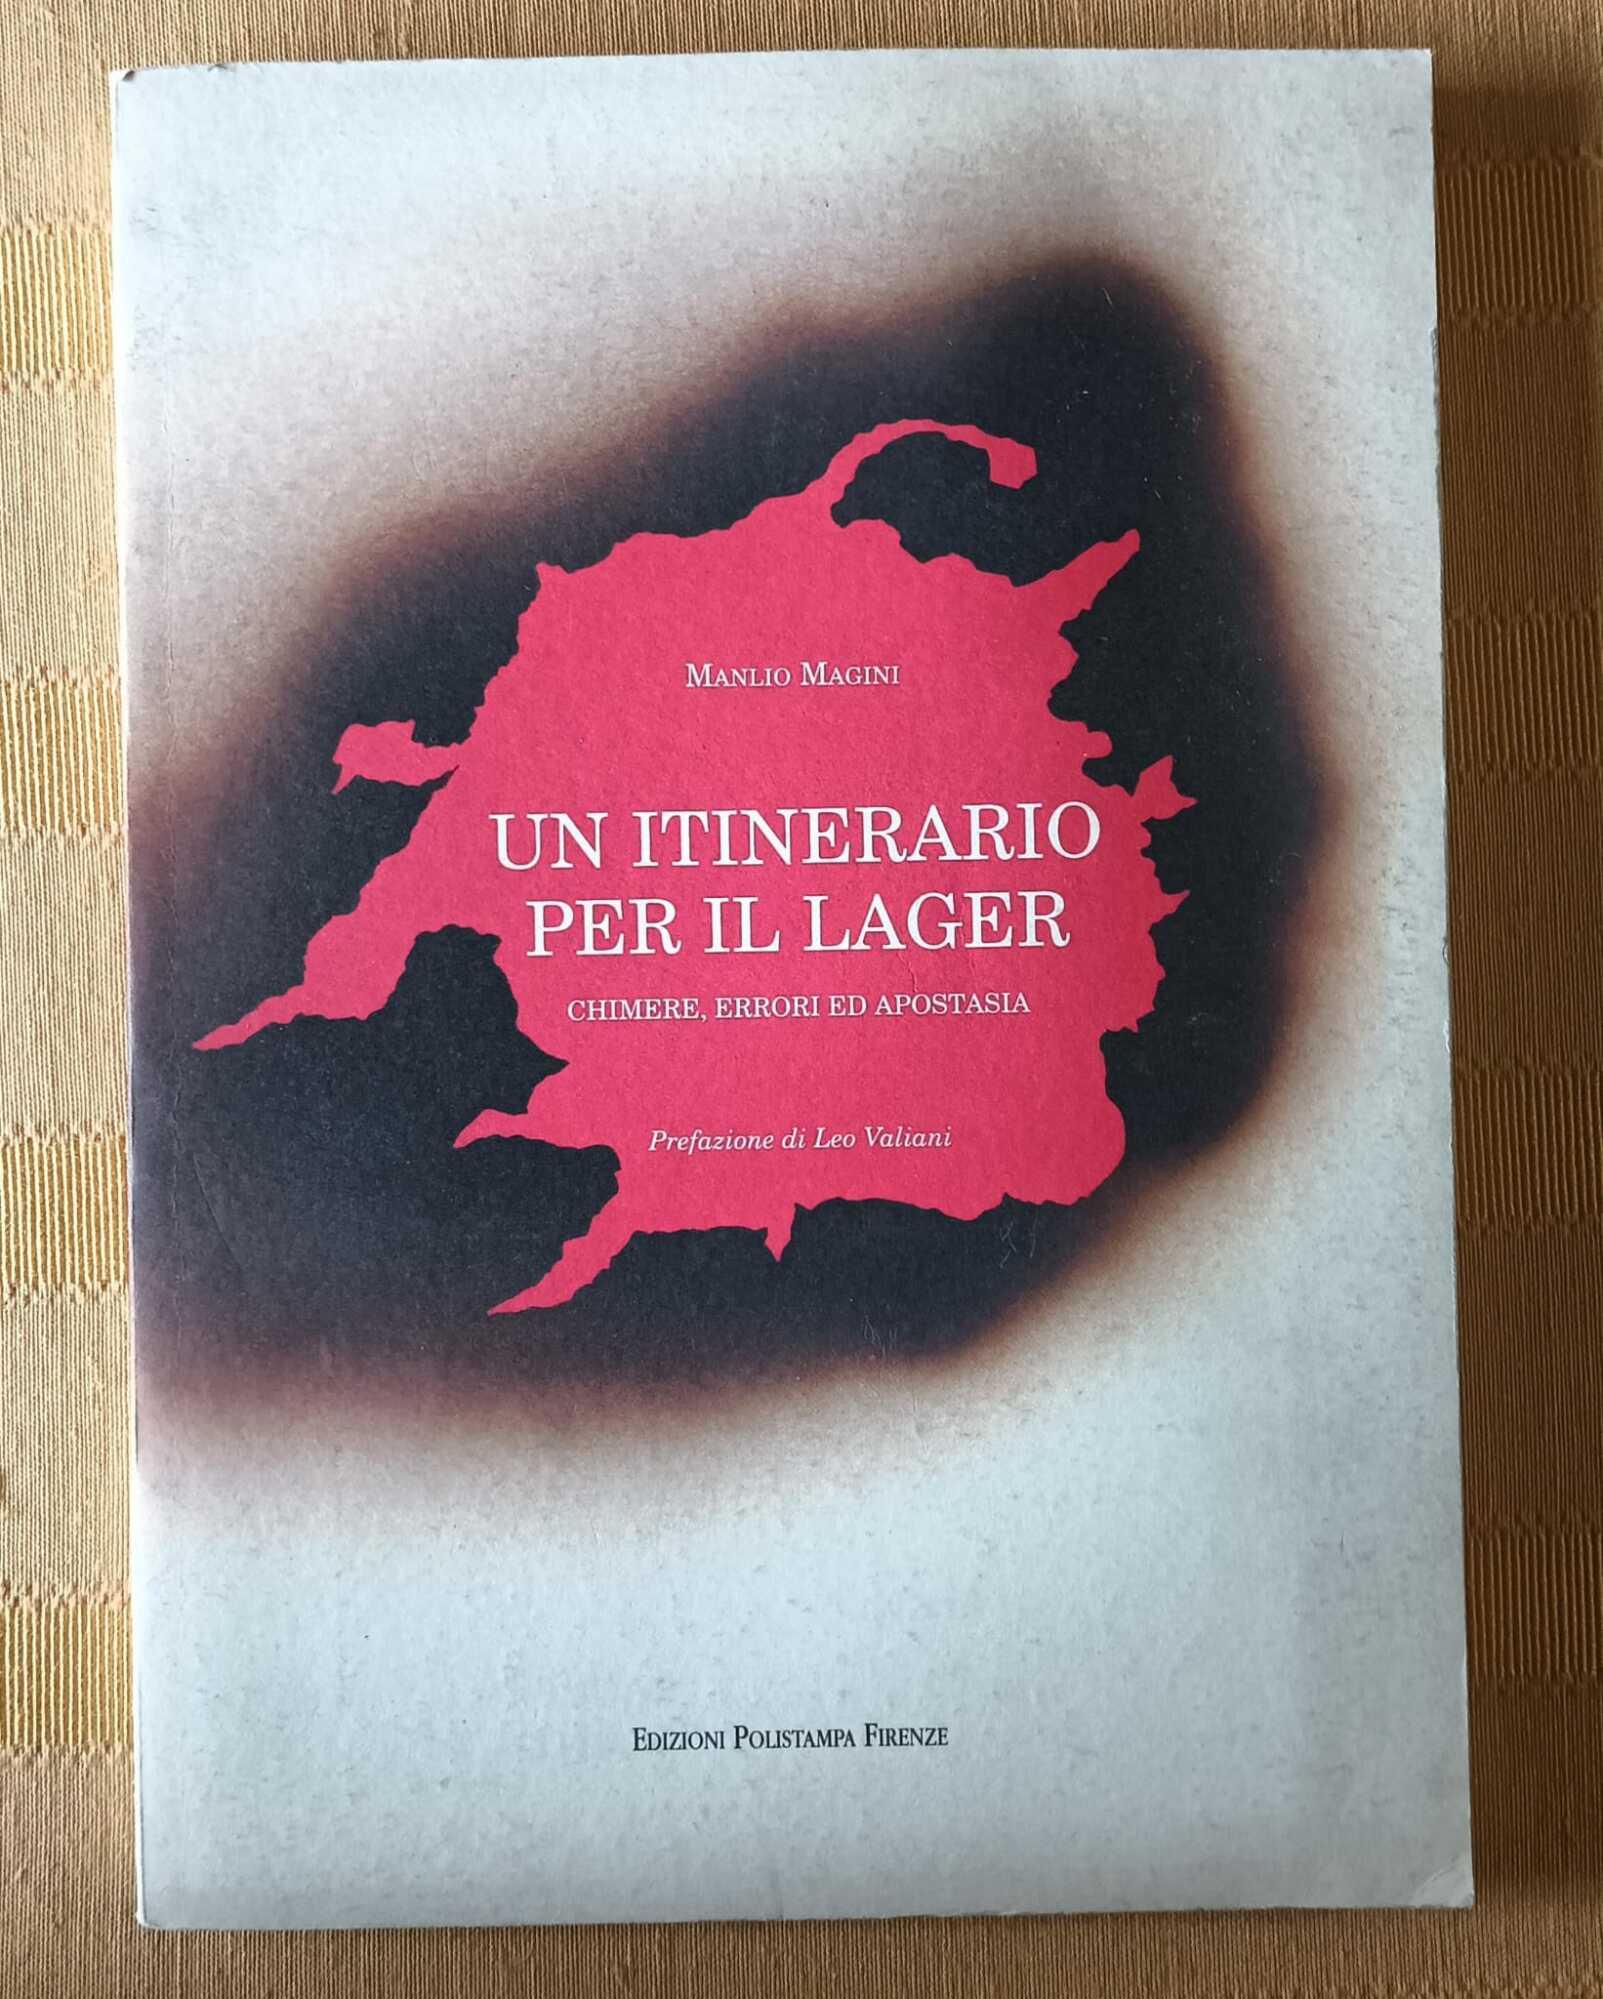 MANLIO MAGINI
UN ITINERARIO
PER IL LAGER
CHIMERE, ERRORI ED APOSTASIA
Prefazione di Leo Valiani
EDIZIONI POLISTAMPA FIRENZE